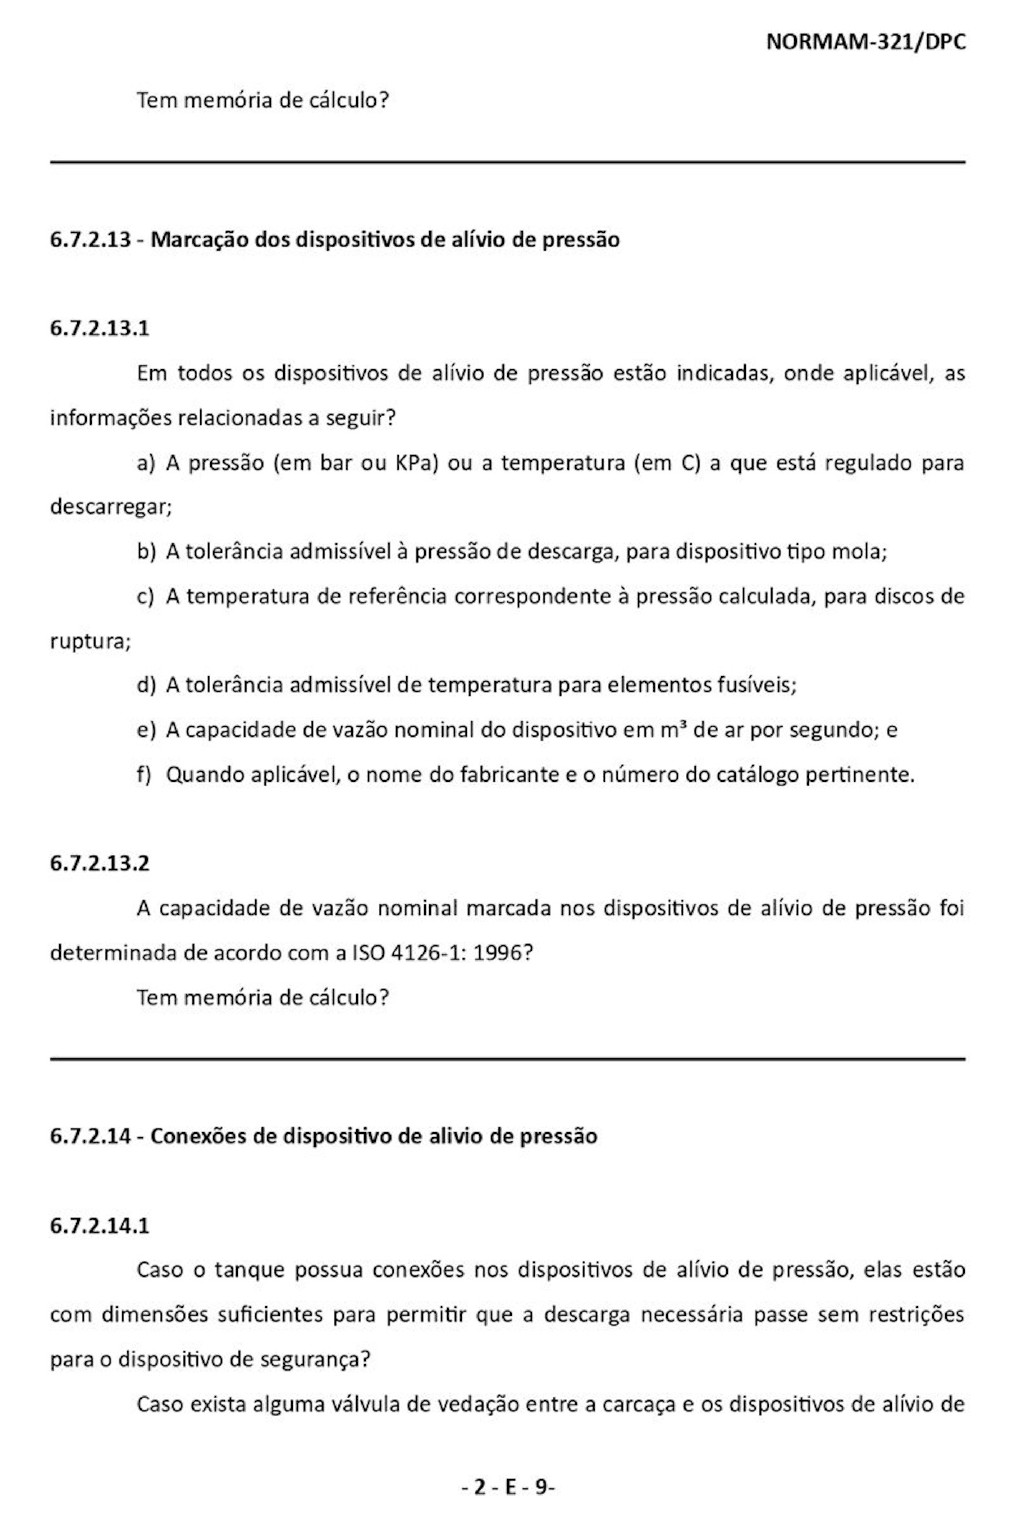 NORMAM-321/DPC
Tem memória de cálculo?
6.7.2.13 - Marcação dos dispositivos de alívio de pressão
6.7.2.13.1
Em todos os dispositivos de alívio de pressão estão indicadas, onde aplicável, as
informações relacionadas a seguir?
a) A pressão (em bar ou KPa) ou a temperatura (em C) a que está regulado para
descarregar;
b) A tolerância admissível à pressão de descarga, para dispositivo tipo mola;
c) A temperatura de referência correspondente à pressão calculada, para discos de
ruptura;
d) A tolerância admissível de temperatura para elementos fusíveis;
e) A capacidade de vazão nominal do dispositivo em m³ de ar por segundo; e
f) Quando aplicável, o nome do fabricante e o número do catálogo pertinente.
6.7.2.13.2
A capacidade de vazão nominal marcada nos dispositivos de alívio de pressão foi
determinada de acordo com a ISO 4126-1: 1996?
Tem memória de cálculo?
6.7.2.14 - Conexões de dispositivo de alivio de pressão
6.7.2.14.1
Caso o tanque possua conexões nos dispositivos de alívio de pressão, elas estão
com dimensões suficientes para permitir que a descarga necessária passe sem restrições
para o dispositivo de segurança?
Caso exista alguma válvula de vedação entre a carcaça e os dispositivos de alívio de
- 2 - E - 9-